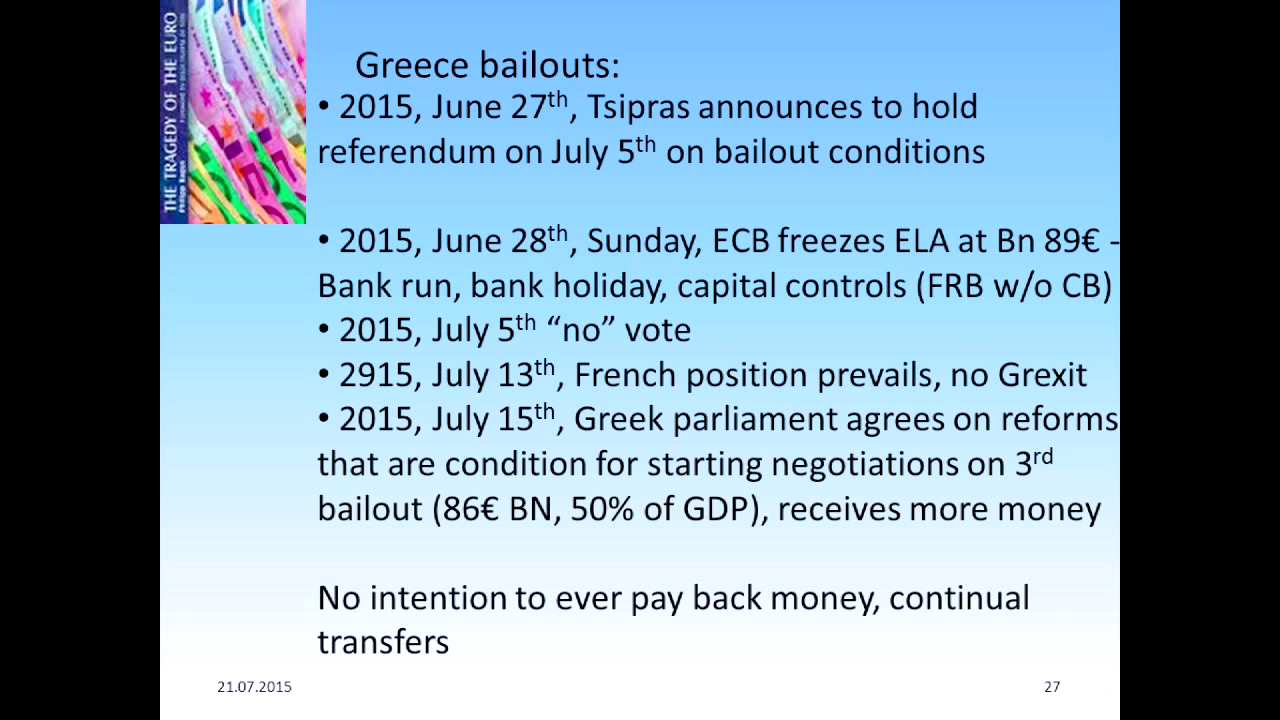 THE TRAGEDY OF THE EURO
Philipp Bagus
Greece bailouts:
• 2015, June 27th, Tsipras announces to hold
referendum on July 5th on bailout conditions
• 2015, June 28th, Sunday, ECB freezes ELA at Bn 89€ -
Bank run, bank holiday, capital controls (FRB w/o CB)
• 2015, July 5th “no” vote
• 2915, July 13th, French position prevails, no Grexit
• 2015, July 15th, Greek parliament agrees on reforms
that are condition for starting negotiations on 3rd
bailout (86€ BN, 50% of GDP), receives more money
No intention to ever pay back money, continual
transfers
21.07.2015
27